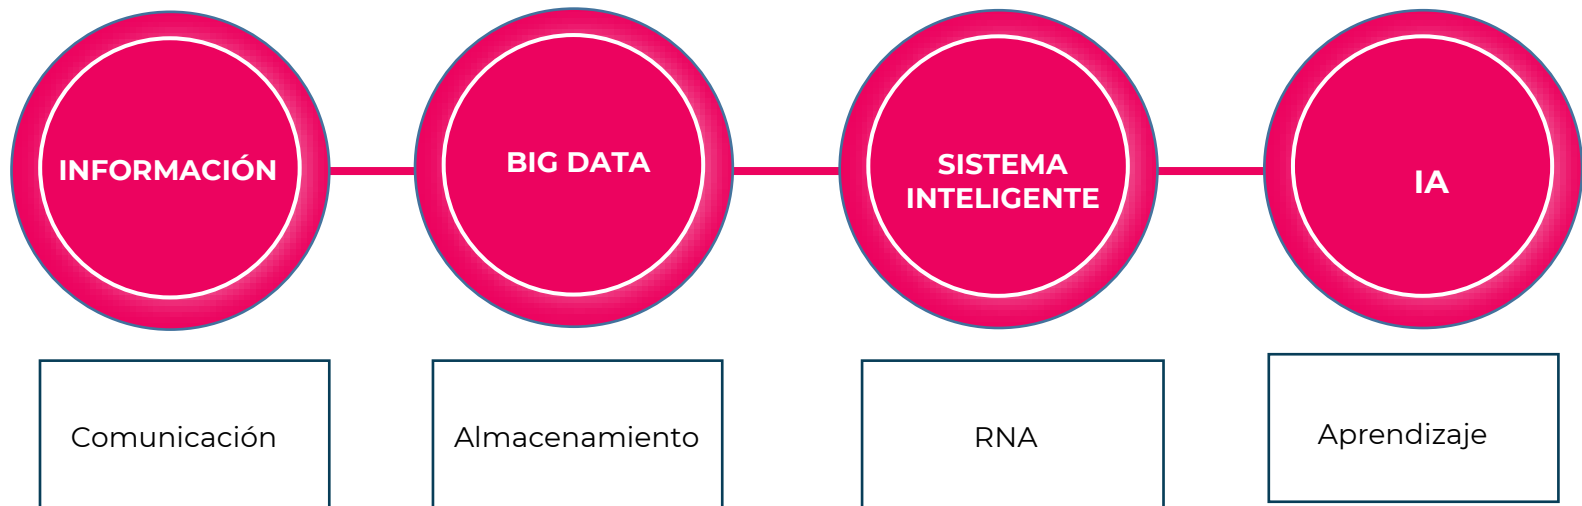 INFORMACIÓN
BIG DATA
SISTEMA
INTELIGENTE
IA
Comunicación
Almacenamiento
RNA
Aprendizaje